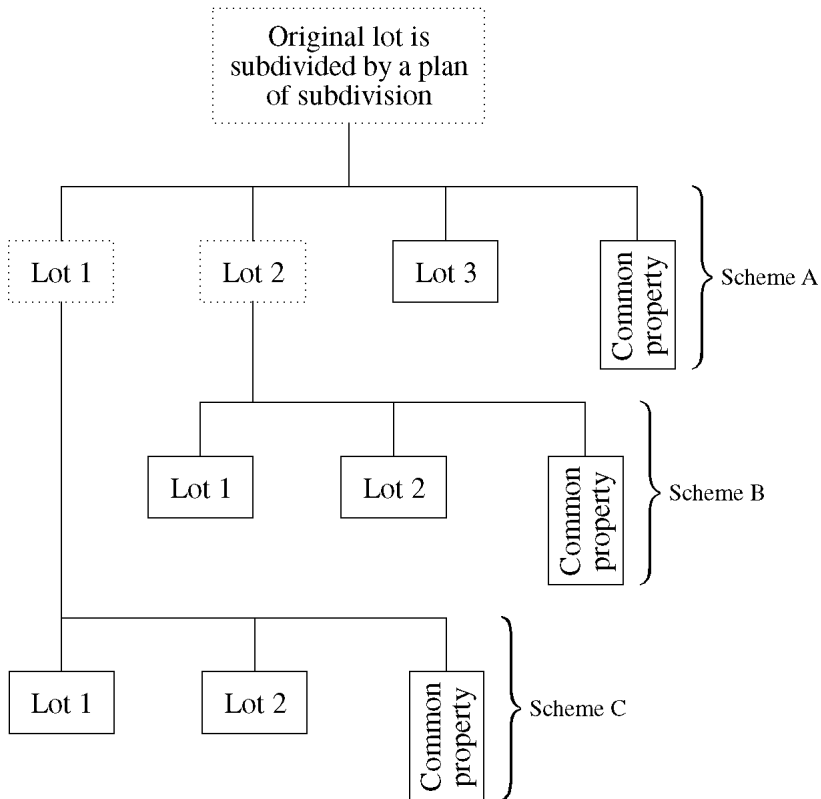 Original lot is
subdivided by a plan
of subdivision
Lot 1
Lot 2
Lot 3
Common
property
Scheme A
Lot 1
Lot 2
Common
property
Scheme B
Lot 1
Lot 2
Common
property
Scheme C